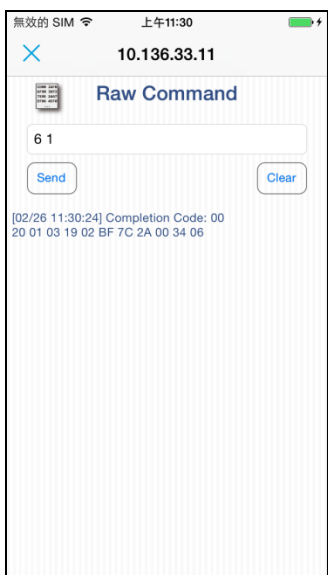 無效的 SIM 上午11:30
10.136.33.11
Raw Command
6 1
Send Clear
[02/26 11:30:24] Completion Code: 00
20 01 03 19 02 BF 7C 2A 00 34 06